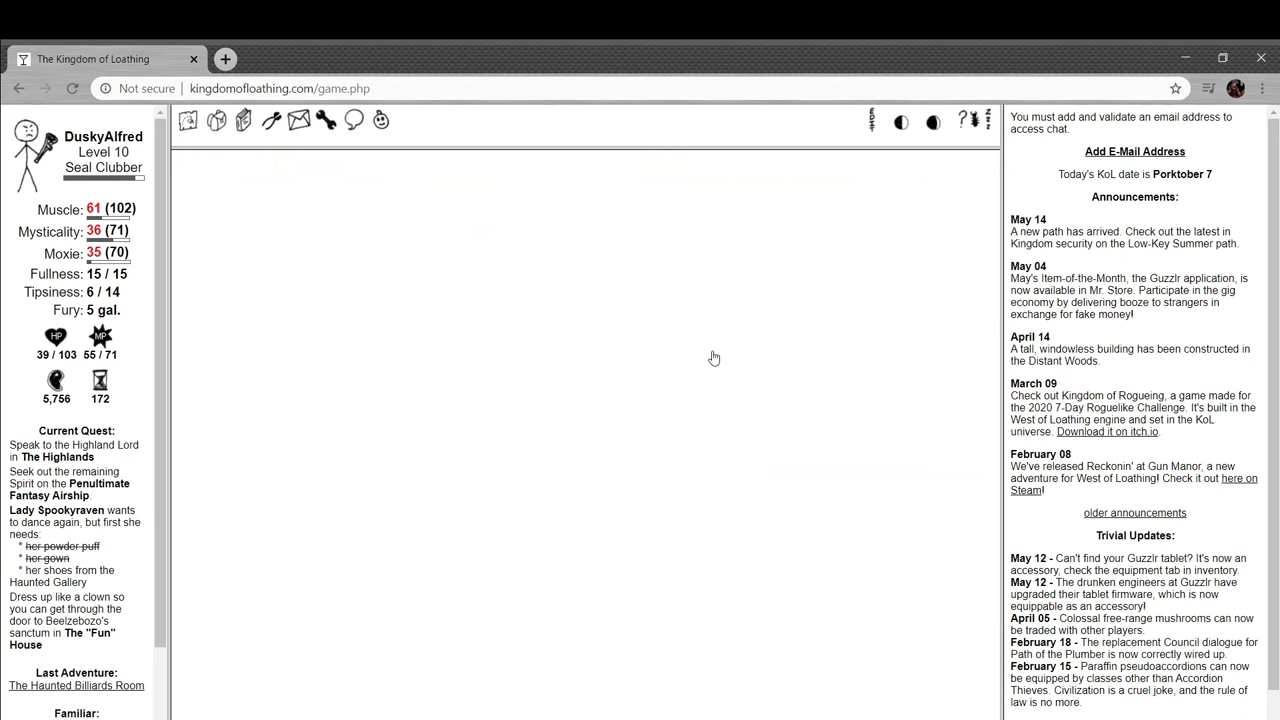 The Kingdom of Loathing
Not secure
kingdomofloathing.com/game.php
DuskyAlfred
Level 10
Seal Clubber
Muscle: 61 (102)
Mysticality: 36 (71)
Moxie: 35 (70)
Fullness: 15 / 15
Tipsiness: 6 / 14
Fury: 5 gal.
HP MP
39 / 103 55 / 71
5,756 172
Current Quest:
Speak to the Highland Lord
in The Highlands
Seek out the remaining
Spirit on the Penultimate
Fantasy Airship.
Lady Spookyraven wants
to dance again, but first she
needs:
* her powder puff
* her gown
* her shoes from the
Haunted Gallery
Dress up like a clown so
you can get through the
door to Beelzebozo's
sanctum in The "Fun"
House
Last Adventure:
The Haunted Billiards Room
Familiar:
EDIT
?
Z
Z
Z
You must add and validate an email address to
access chat.
Add E-Mail Address
Today's KoL date is Porktober 7
Announcements:
May 14
A new path has arrived. Check out the latest in
Kingdom security on the Low-Key Summer path.
May 04
May's Item-of-the-Month, the Guzzlr application, is
now available in Mr. Store. Participate in the gig
economy by delivering booze to strangers in
exchange for fake money!
April 14
A tall, windowless building has been constructed in
the Distant Woods.
March 09
Check out Kingdom of Rogueing, a game made for
the 2020 7-Day Roguelike Challenge. It's built in the
West of Loathing engine and set in the KoL
universe. Download it on itch.io.
February 08
We've released Reckonin' at Gun Manor, a new
adventure for West of Loathing! Check it out here on
Steam!
older announcements
Trivial Updates:
May 12 - Can't find your Guzzlr tablet? It's now an
accessory, check the equipment tab in inventory.
May 12 - The drunken engineers at Guzzlr have
upgraded their tablet firmware, which is now
equippable as an accessory!
April 05 - Colossal free-range mushrooms can now
be traded with other players.
February 18 - The replacement Council dialogue for
Path of the Plumber is now correctly wired up.
February 15 - Paraffin pseudoaccordions can now
be equipped by classes other than Accordion
Thieves. Civilization is a cruel joke, and the rule of
law is no more.